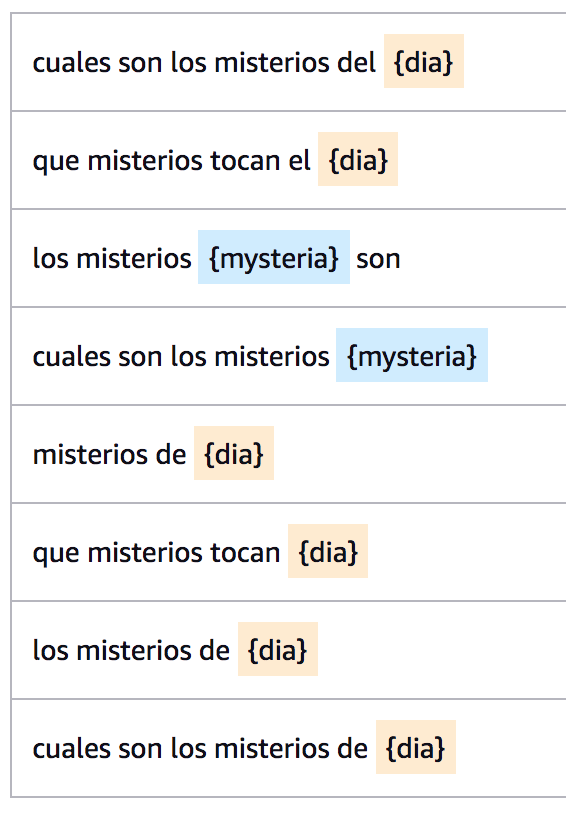 cuales son los misterios del {dia}
que misterios tocan el {dia}
los misterios {mysteria} son
cuales son los misterios {mysteria}
misterios de {dia}
que misterios tocan {dia}
los misterios de {dia}
cuales son los misterios de {dia}